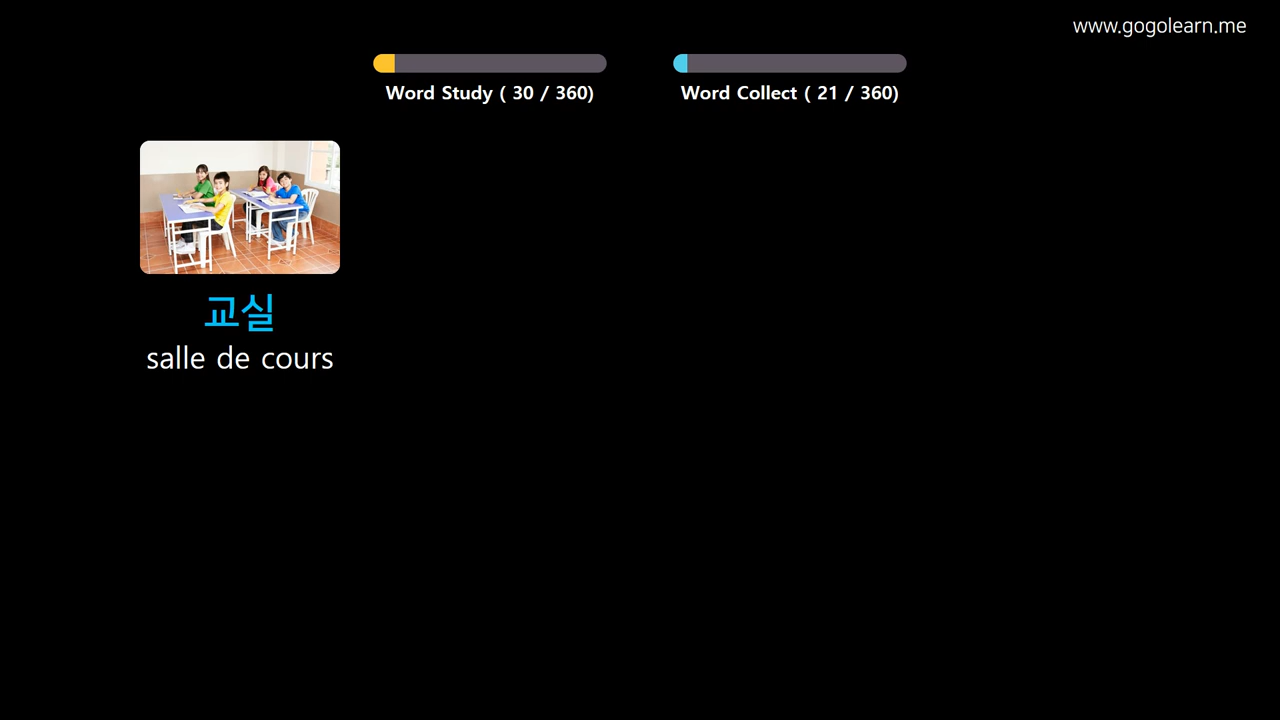 www.gogolearn.me
Word Study ( 30 / 360)
Word Collect ( 21 / 360)
교실
salle de cours